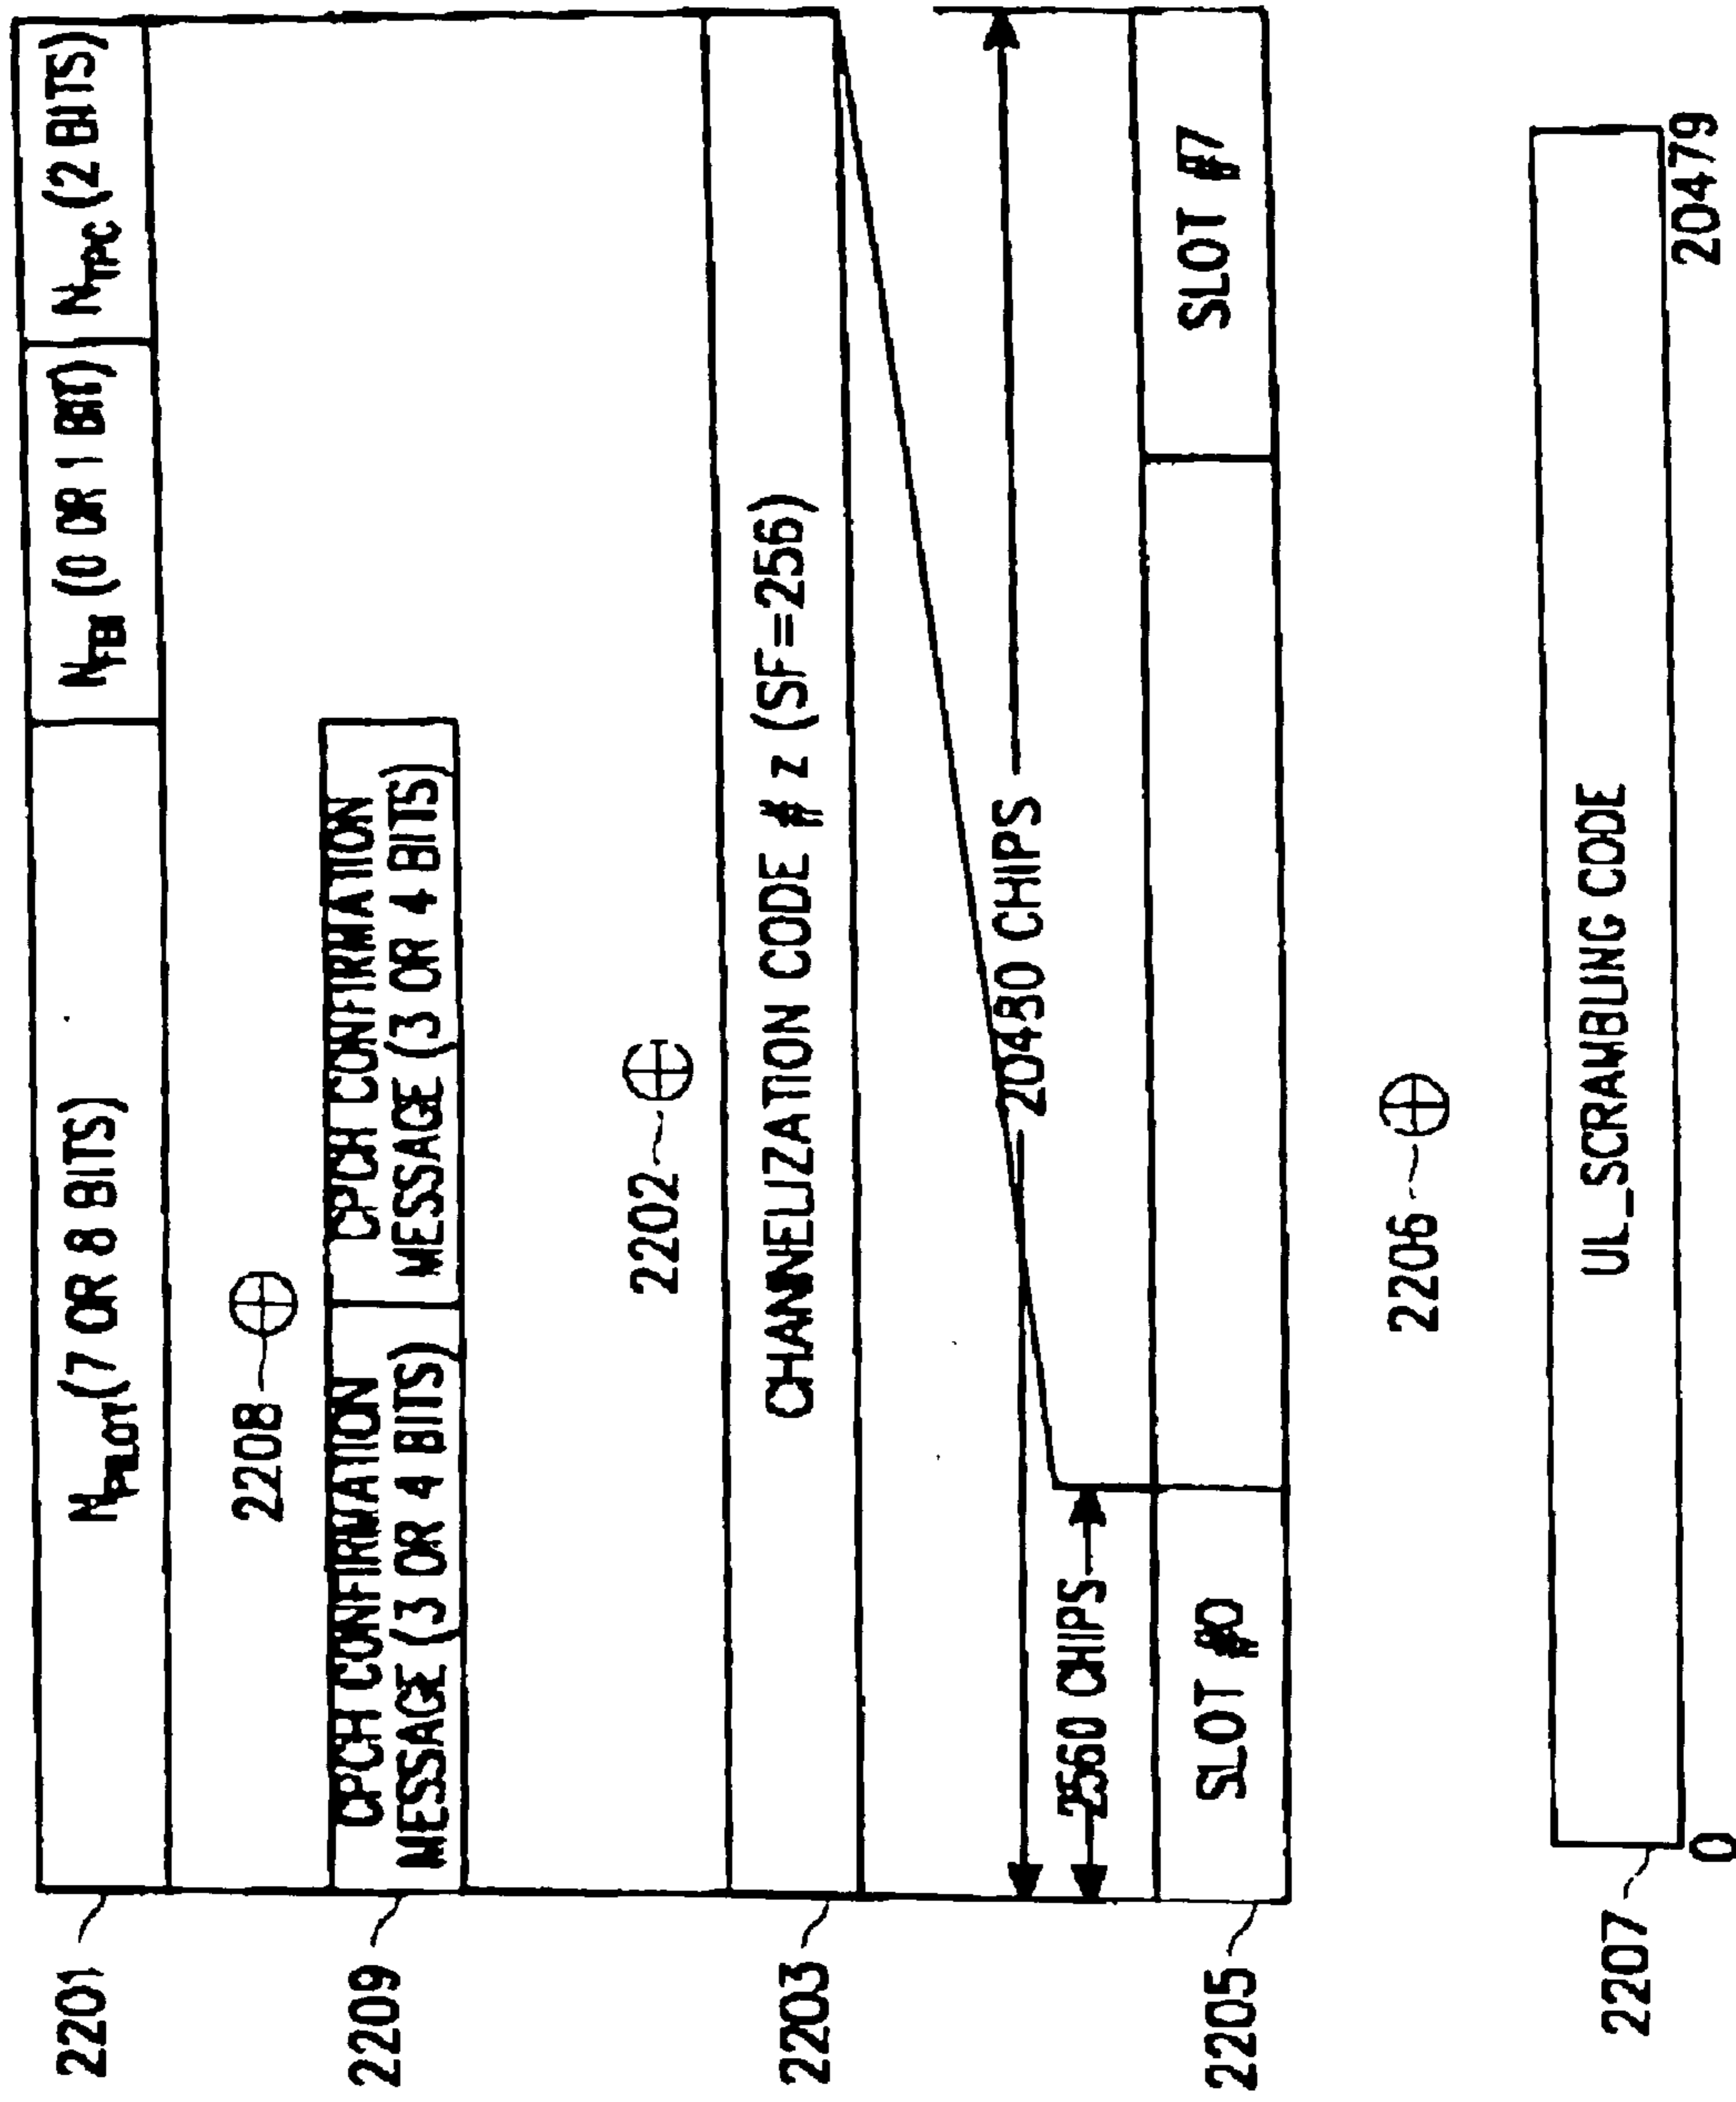 2201
N_PILOT (7 OR 8 BITS)
N_FBI (0 OR 1 BIT)
N_TPC (2 BITS)
2208
2209
CPCH CONFIRMATION
MESSAGE (3 OR 4 BITS)
CPCH CONFIRMATION
MESSAGE (3 OR 4 BITS)
2202
2203
CHANNELIZATION CODE # z (SF=256)
20480 CHIPS
2560 CHIPS
2205
SLOT #0
SLOT #7
2206
2207
UL_SCRAMBLING CODE
0
20479